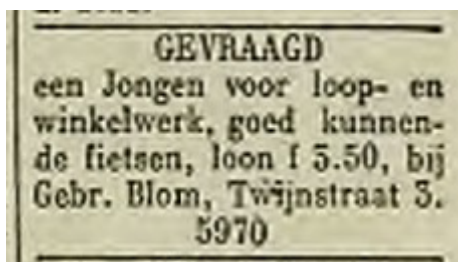 GEVRAAGD
een Jongen voor loop- en
winkelwerk, goed kunnen-
de fietsen, loon f 3.50, bij
Gebr. Blom, Twijnstraat 3.
5970